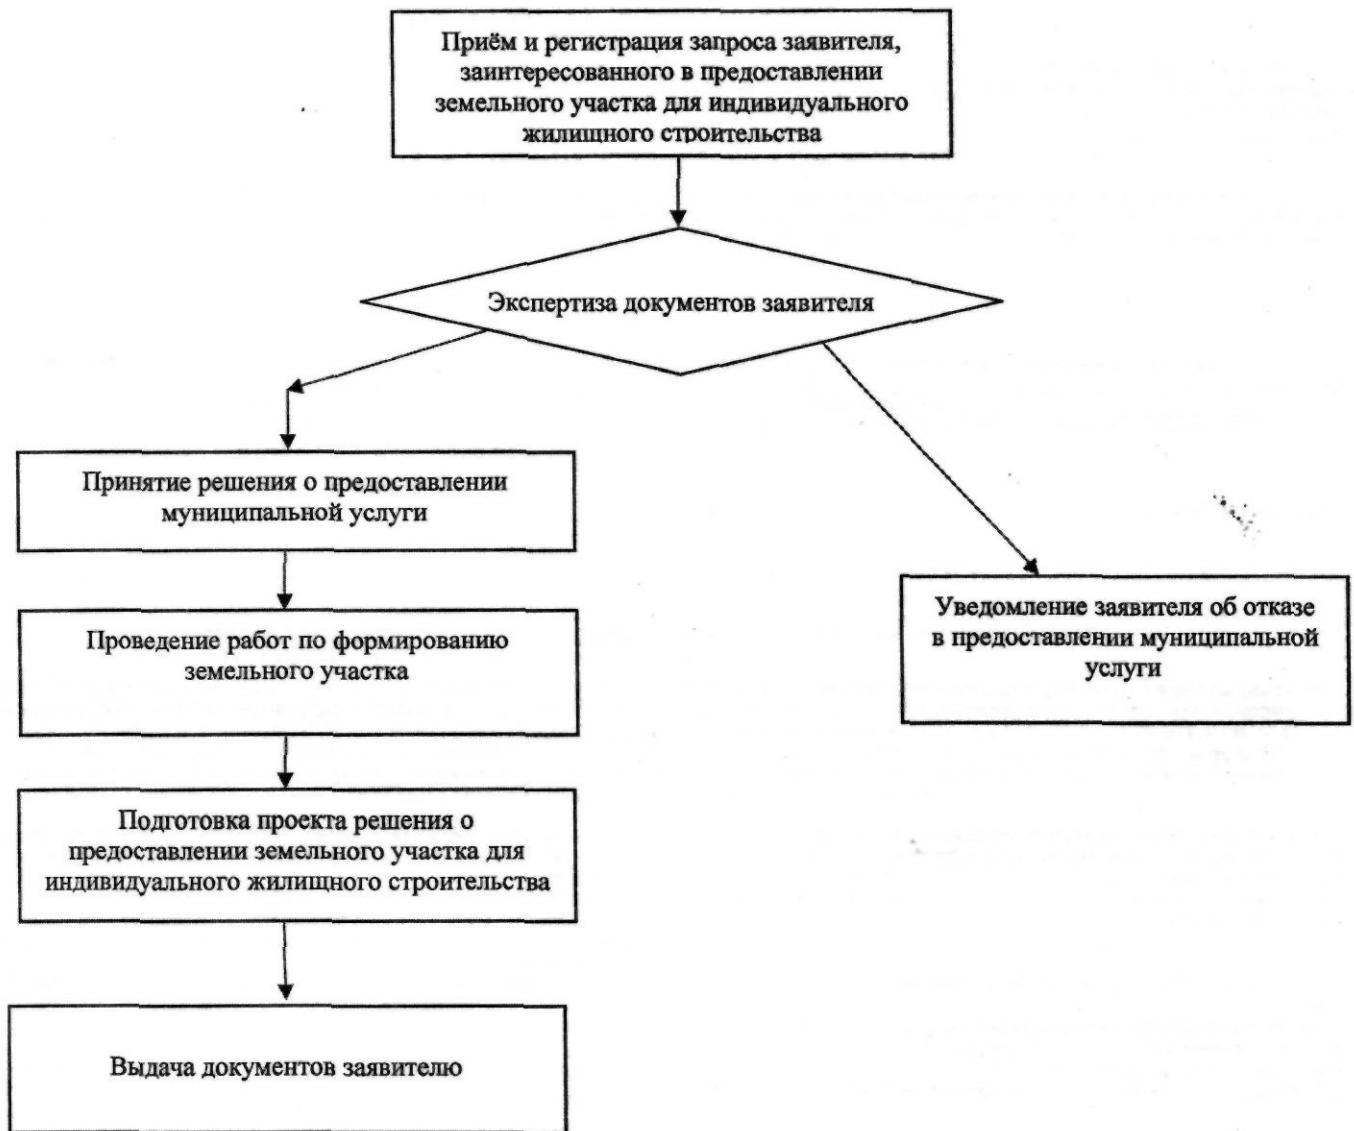 Приём и регистрация запроса заявителя,
заинтересованного в предоставлении
земельного участка для индивидуального
жилищного строительства
Экспертиза документов заявителя
Принятие решения о предоставлении
муниципальной услуги
Проведение работ по формированию
земельного участка
Уведомление заявителя об отказе
в предоставлении муниципальной
услуги
Подготовка проекта решения о
предоставлении земельного участка для
индивидуального жилищного строительства
Выдача документов заявителю